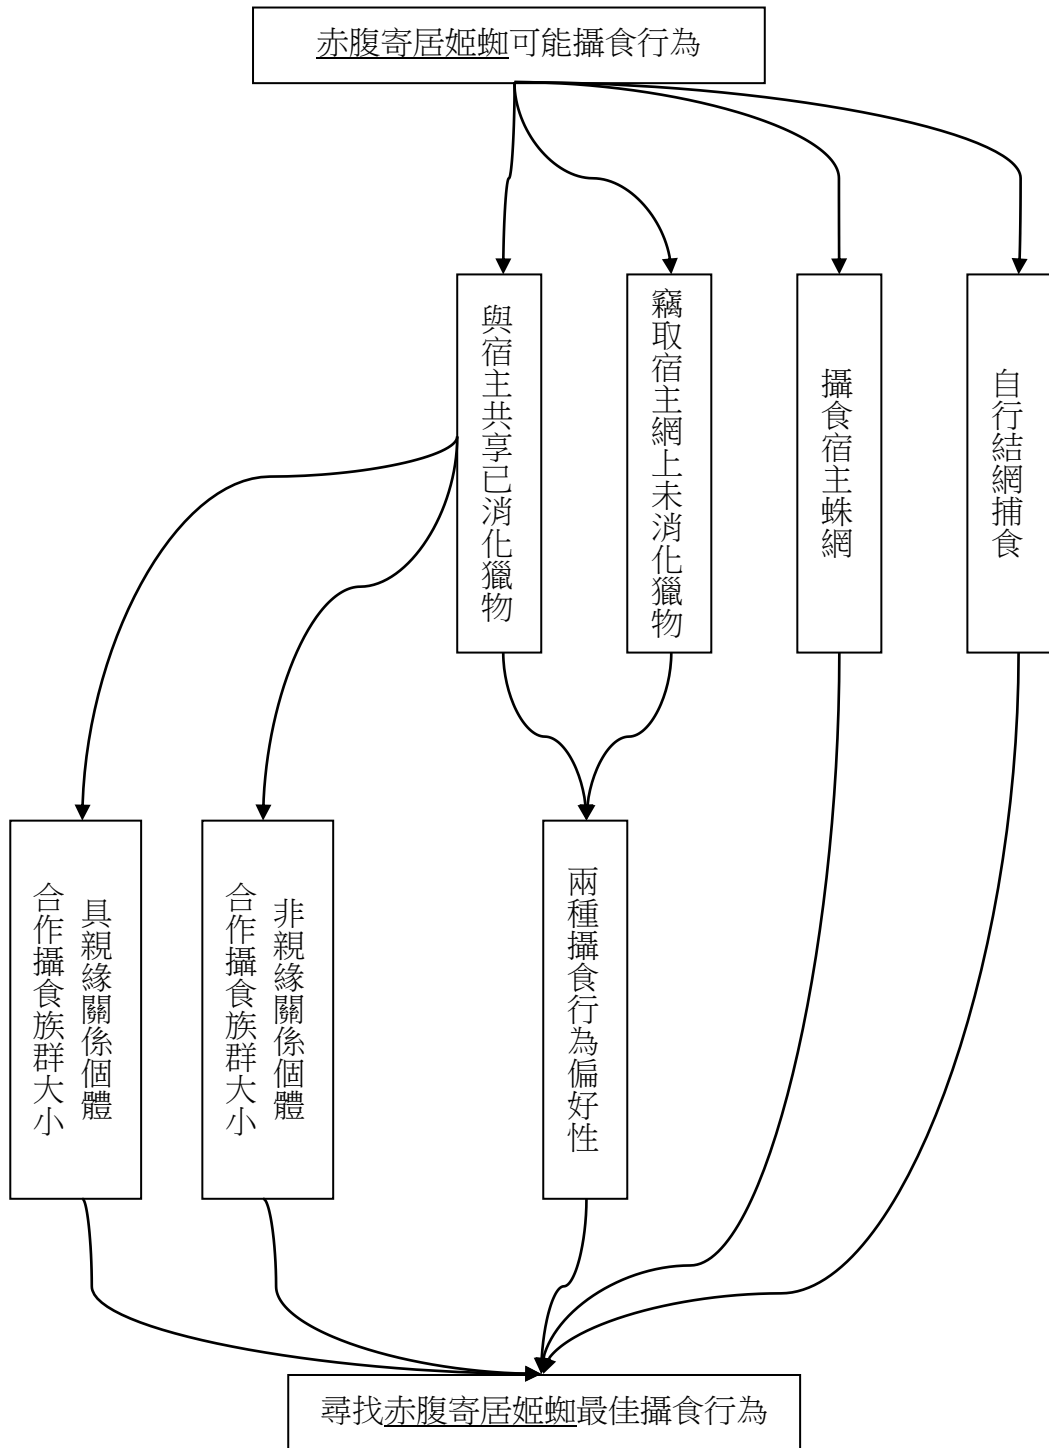 赤腹寄居姬蜘可能攝食行為
與宿主共享已消化獵物
竊取宿主網上未消化獵物
攝食宿主蛛網
自行結網捕食
具親緣關係個體
合作攝食族群大小
非親緣關係個體
合作攝食族群大小
兩種攝食行為偏好性
尋找赤腹寄居姬蜘最佳攝食行為